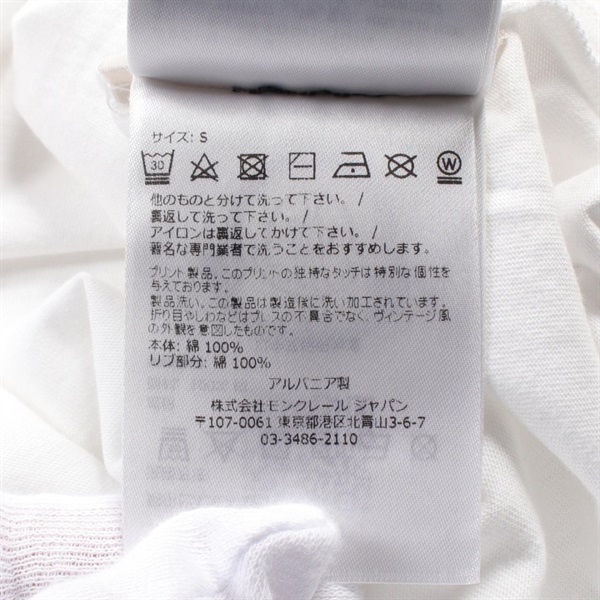 サイズ: S
30 W
他のものと分けて洗って下さい。/
裏返して洗って下さい。/
アイロンは裏返してかけて下さい。/
著名な専門業者で洗うことをおすすめします。
プリント製品、このプリントの独特なタッチは特別な個性を
与えております。
製品洗い、この製品は製造後に洗い加工されています。
折り目やしわなどはプレスの不具合でなく、ヴィンテージ風
の外観を意図したものです。
本体: 綿 100%
リブ部分: 綿 100%
アルバニア製
株式会社モンクレール ジャパン
〒107-0061 東京都港区北青山3-6-7
03-3486-2110